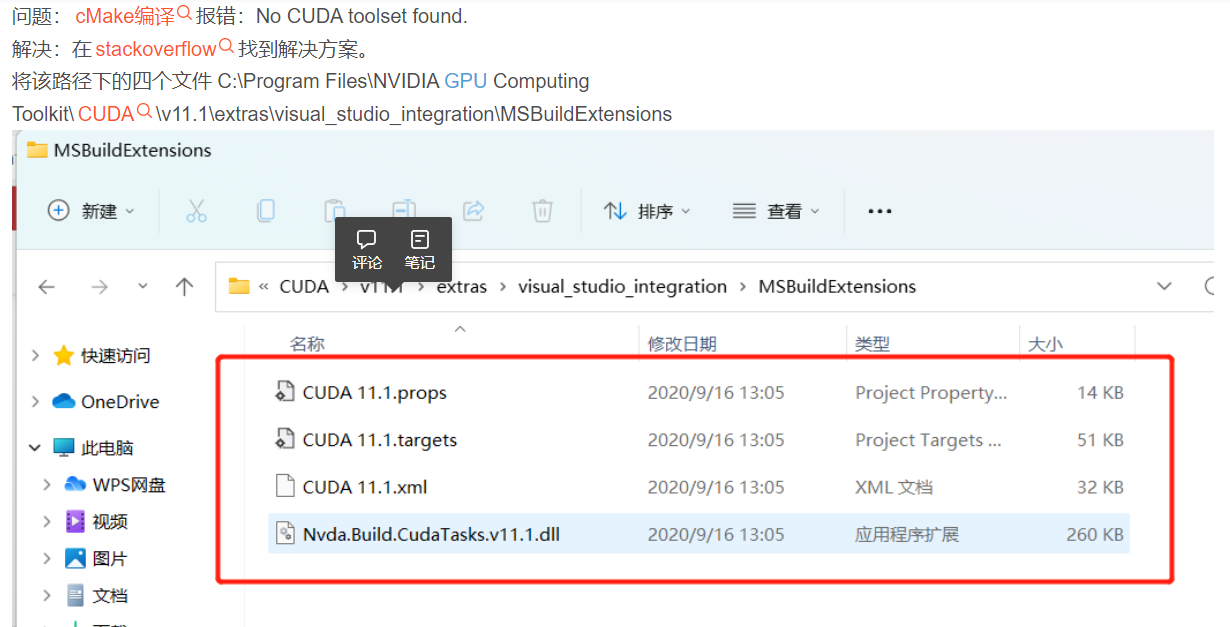 问题： cMake编译 报错：No CUDA toolset found.
解决：在 stackoverflow 找到解决方案。
将该路径下的四个文件 C:\Program Files\NVIDIA GPU Computing
Toolkit\ CUDA \v11.1\extras\visual_studio_integration\MSBuildExtensions
MSBuildExtensions
新建
排序
查看
评论 笔记
« CUDA › v11.1 › extras › visual_studio_integration › MSBuildExtensions
名称 修改日期 类型 大小
快速访问
CUDA 11.1.props 2020/9/16 13:05 Project Property... 14 KB
OneDrive
CUDA 11.1.targets 2020/9/16 13:05 Project Targets ... 51 KB
此电脑
WPS网盘
CUDA 11.1.xml 2020/9/16 13:05 XML 文档 32 KB
视频
Nvda.Build.CudaTasks.v11.1.dll 2020/9/16 13:05 应用程序扩展 260 KB
图片
文档